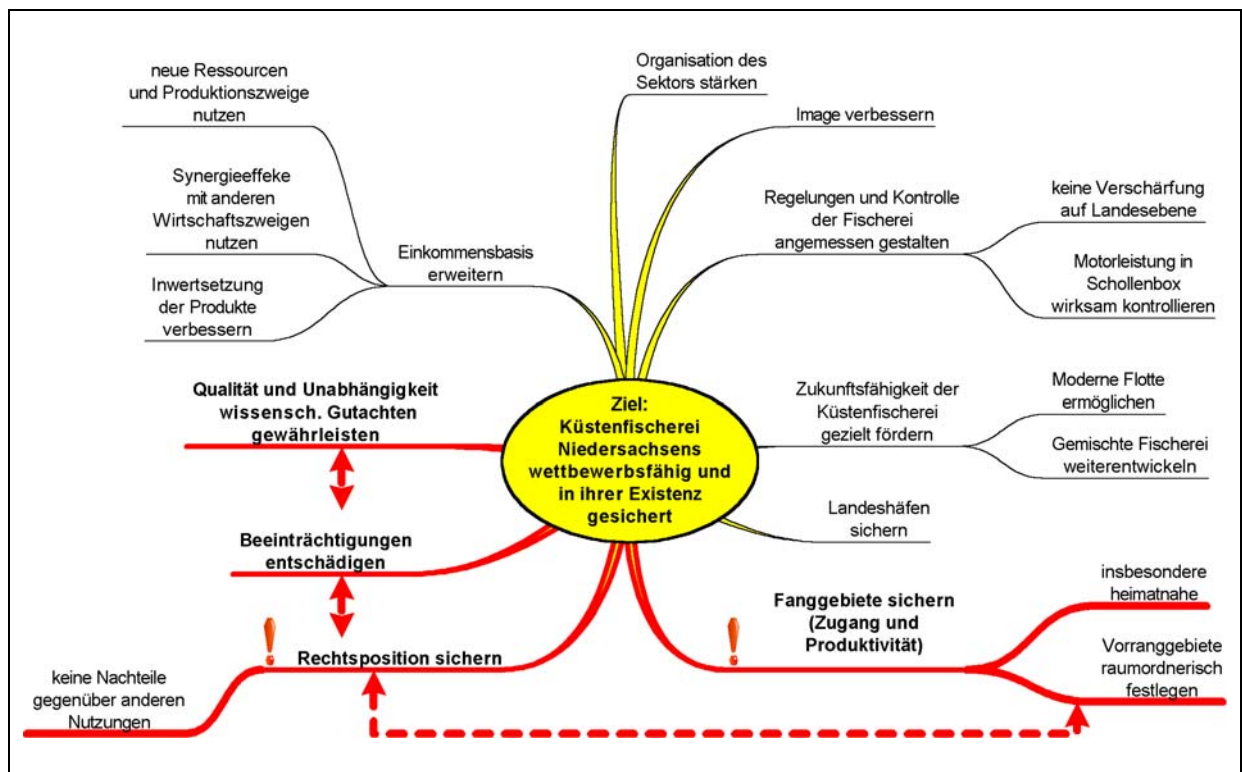 Organisation des
Sektors stärken
neue Ressourcen
und Produktionszweige
nutzen
Image verbessern
Synergieeffeke
mit anderen
Wirtschaftszweigen
nutzen
Regelungen und Kontrolle
der Fischerei
angemessen gestalten
keine Verschärfung
auf Landesebene
Motorleistung in
Schollenbox
wirksam kontrollieren
Einkommensbasis
erweitern
Inwertsetzung
der Produkte
verbessern
Qualität und Unabhängigkeit
wissensch. Gutachten
gewährleisten
Ziel:
Küstenfischerei
Niedersachsens
wettbewerbsfähig und
in ihrer Existenz
gesichert
Zukunftsfähigkeit der
Küstenfischerei
gezielt fördern
Moderne Flotte
ermöglichen
Gemischte Fischerei
weiterentwickeln
Landeshäfen
sichern
Beeinträchtigungen
entschädigen
Fanggebiete sichern
(Zugang und
Produktivität)
insbesondere
heimatnahe
!
Rechtsposition sichern
!
Vorranggebiete
raumordnerisch
festlegen
keine Nachteile
gegenüber anderen
Nutzungen